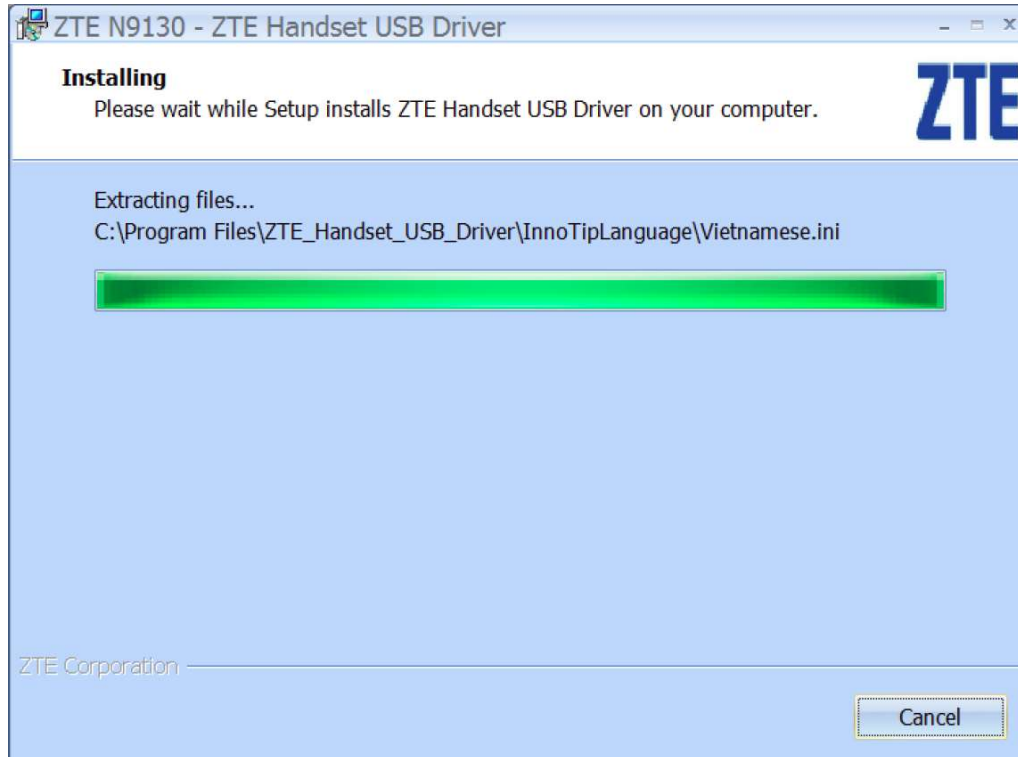 ZTE N9130 - ZTE Handset USB Driver
Installing
Please wait while Setup installs ZTE Handset USB Driver on your computer.
ZTE
Extracting files...
C:\Program Files\ZTE_Handset_USB_Driver\InnoTipLanguage\Vietnamese.ini
ZTE Corporation
Cancel